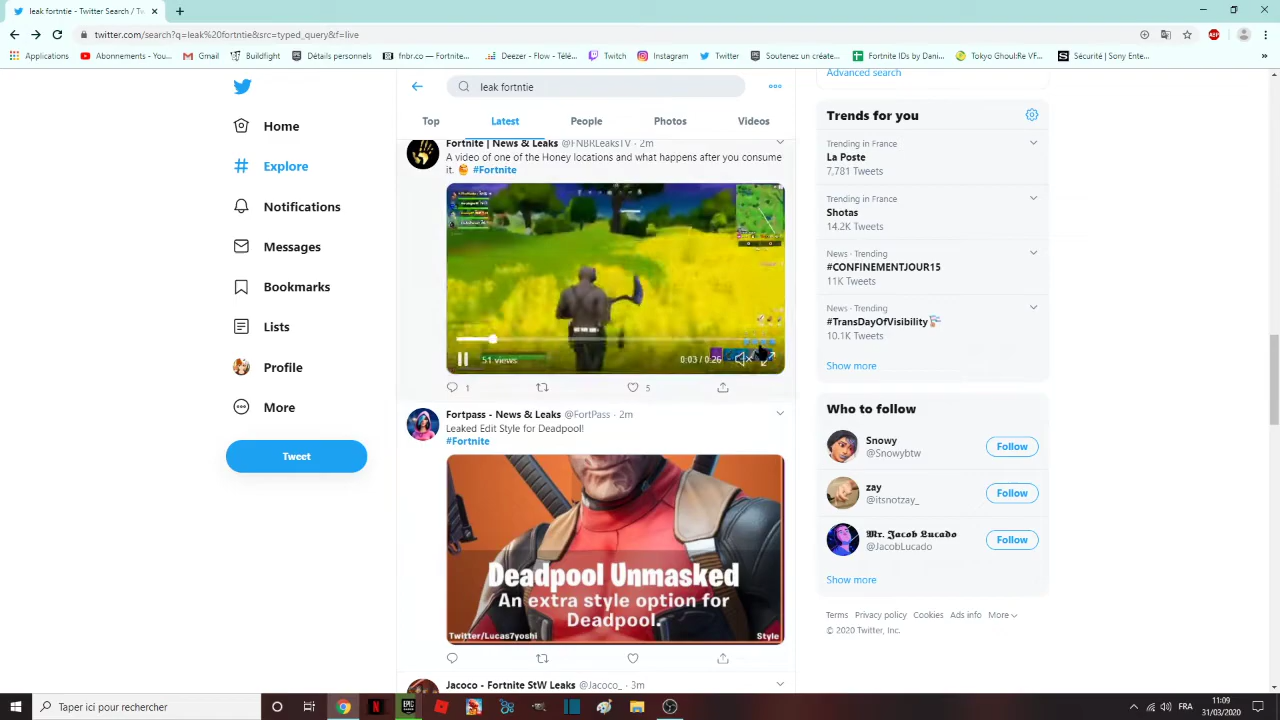 leak fortntie - Twitter Search / Tw
twitter.com/search?q=leak fortntie&src=typed_query&f=live
Applications
Abonnements - You...
Gmail
Buildfight
Détails personnels
fnbr.co — Fortnite...
Deezer - Flow - Télé...
Twitch
Instagram
Twitter
Soutenez un créate...
Fortnite IDs by Dani...
Tokyo Ghoul:Re VF...
Sécurité | Sony Ente...
»
ABP
leak fortntie
Top
Latest
People
Photos
Videos
Home
Explore
Notifications
Messages
Bookmarks
Lists
Profile
More
Tweet
Fortnite | News & Leaks @FNBRLeaksTV · 2m
A video of one of the Honey locations and what happens after you consume
it. 🍯 #Fortnite
51 views
0:03 / 0:26
1
5
Fortpass - News & Leaks @FortPass · 2m
Leaked Edit Style for Deadpool!
#Fortnite
Deadpool Unmasked
An extra style option for
Deadpool.
Twitter/Lucas7yoshi
Style
Jacoco - Fortnite StW Leaks @Jacoco_ · 3m
Advanced search
Trends for you
Trending in France
La Poste
7,781 Tweets
Trending in France
Shotas
14.2K Tweets
News · Trending
#CONFINEMENTJOUR15
11K Tweets
News · Trending
#TransDayOfVisibility
10.1K Tweets
Show more
Who to follow
Snowy
@Snowybtw
Follow
zay
@itsnotzay_
Follow
𝕸𝖗. 𝕵𝖆𝖈𝖔𝖇 𝕷𝖚𝖈𝖆𝖉𝖔
@JacobLucado
Follow
Show more
Terms Privacy policy Cookies Ads info More
© 2020 Twitter, Inc.
Taper ici pour rechercher
EPIC
GAMES
FRA
11:09
31/03/2020